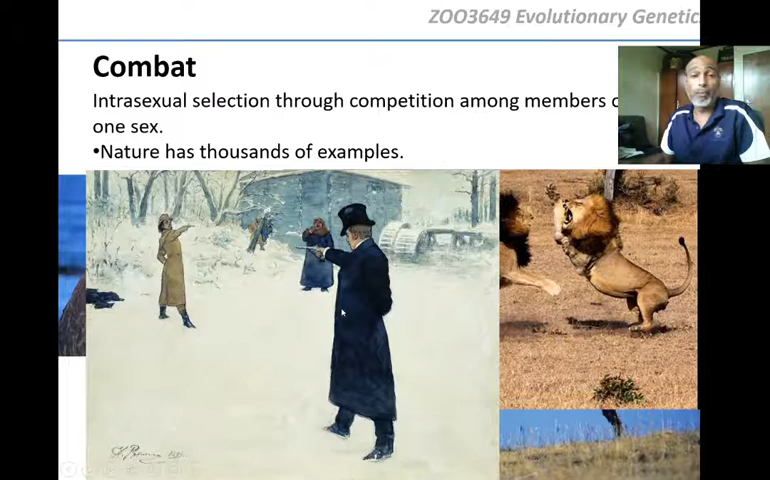 ZOO3649 Evolutionary Genetic
Combat
Intrasexual selection through competition among members
one sex.
•Nature has thousands of examples.